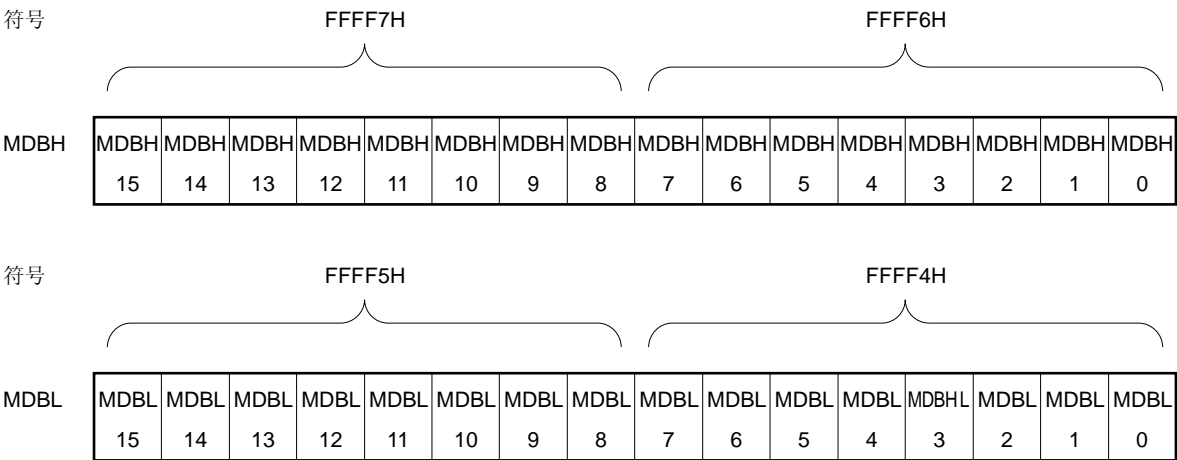 符号 FFFF7H FFFF6H
MDBH MDBH MDBH MDBH MDBH MDBH MDBH MDBH MDBH MDBH MDBH MDBH MDBH MDBH MDBH MDBH MDBH
15 14 13 12 11 10 9 8 7 6 5 4 3 2 1 0
符号 FFFF5H FFFF4H
MDBL MDBL MDBL MDBL MDBL MDBL MDBL MDBL MDBL MDBL MDBL MDBL MDBL MDBHL MDBL MDBL MDBL
15 14 13 12 11 10 9 8 7 6 5 4 3 2 1 0